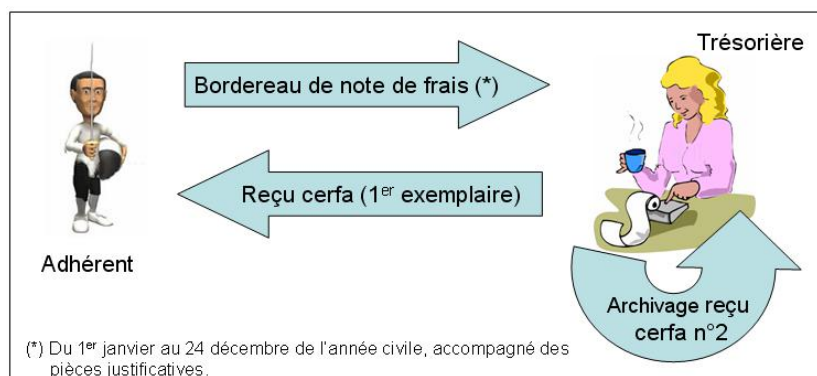 Trésorière
Bordereau de note de frais (*)
Reçu cerfa (1er exemplaire)
Adhérent
Archivage reçu
cerfa n°2
(*) Du 1er janvier au 24 décembre de l'année civile, accompagné des
pièces justificatives.